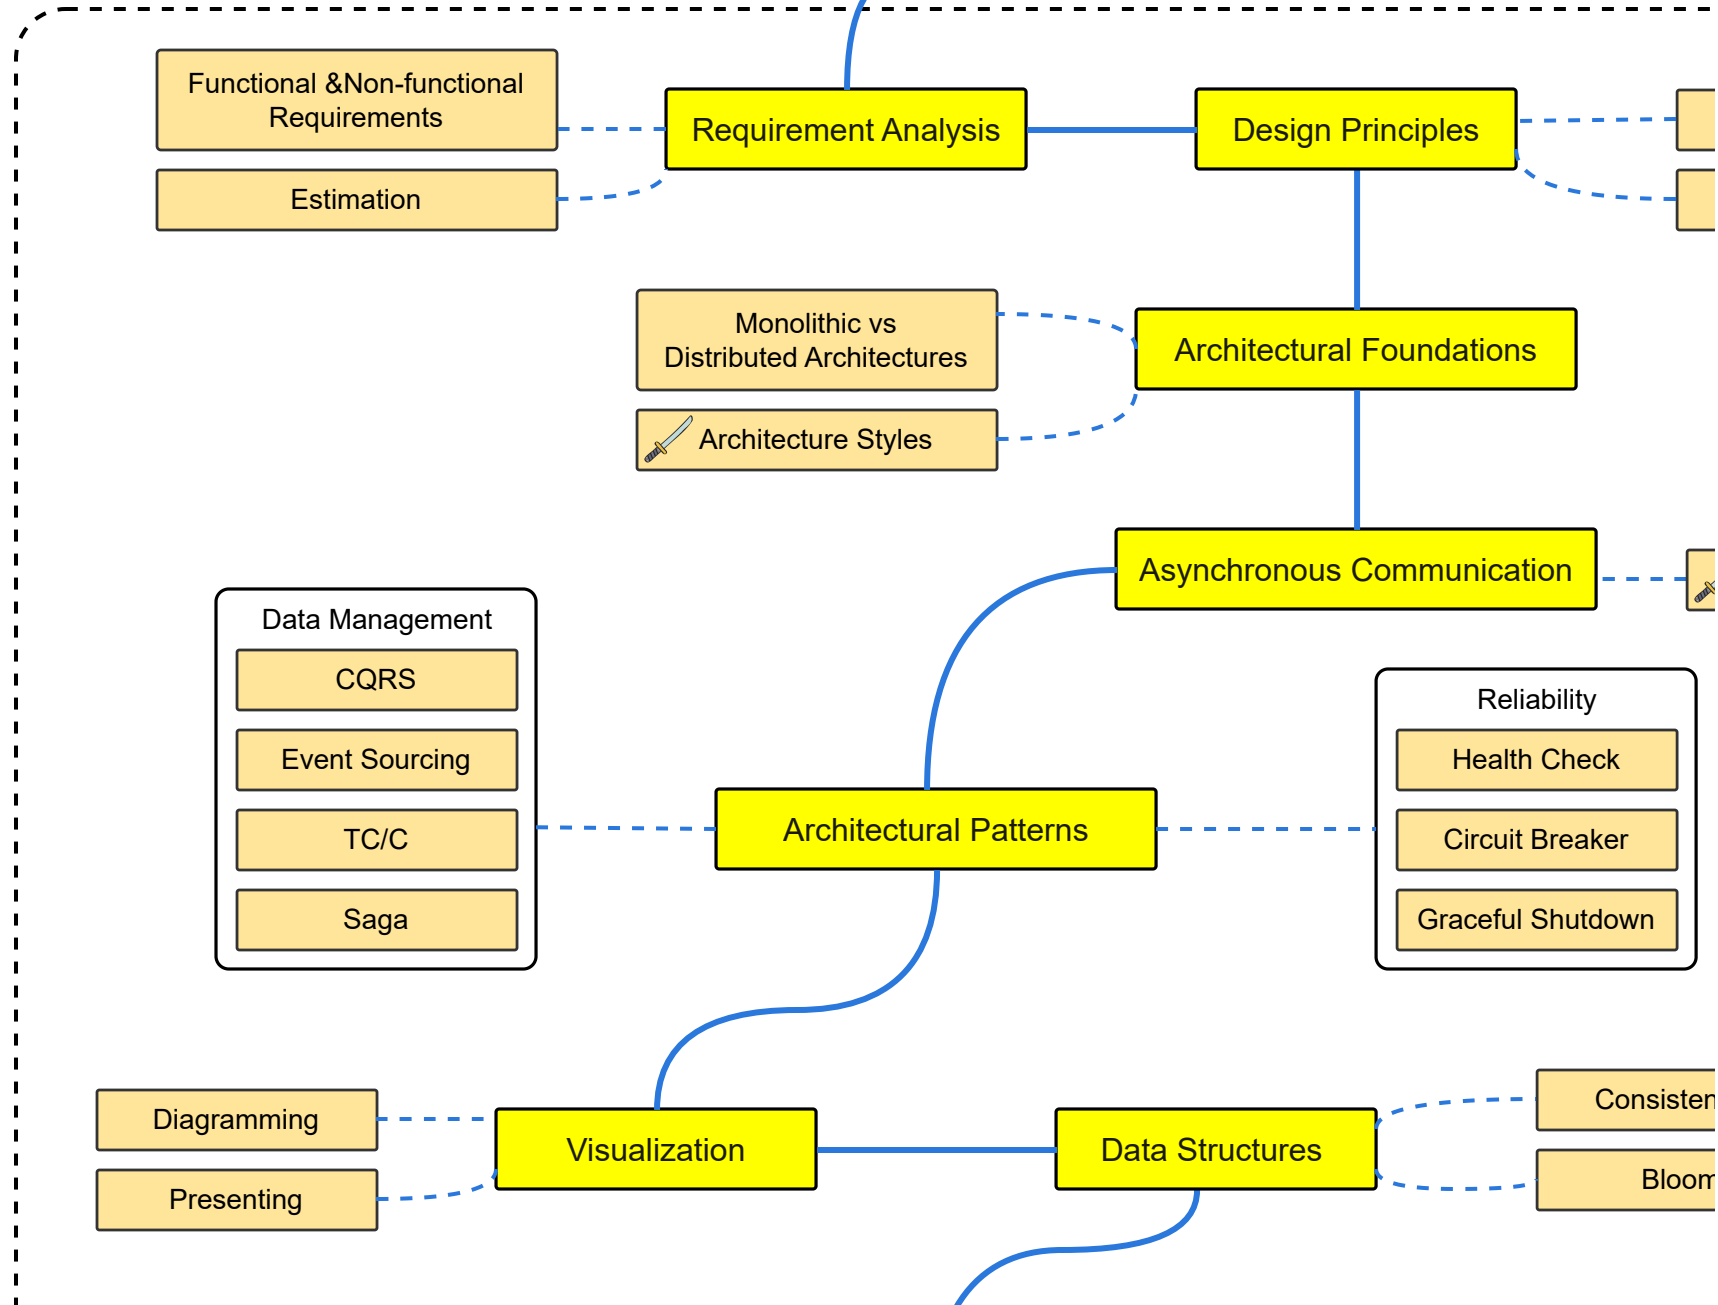 Functional &Non-functional
Requirements
Requirement Analysis
Design Principles
Estimation
Monolithic vs
Distributed Architectures
Architectural Foundations
Architecture Styles
Asynchronous Communication
Data Management
CQRS
Event Sourcing
TC/C
Saga
Architectural Patterns
Reliability
Health Check
Circuit Breaker
Graceful Shutdown
Diagramming
Presenting
Visualization
Data Structures
Bloom